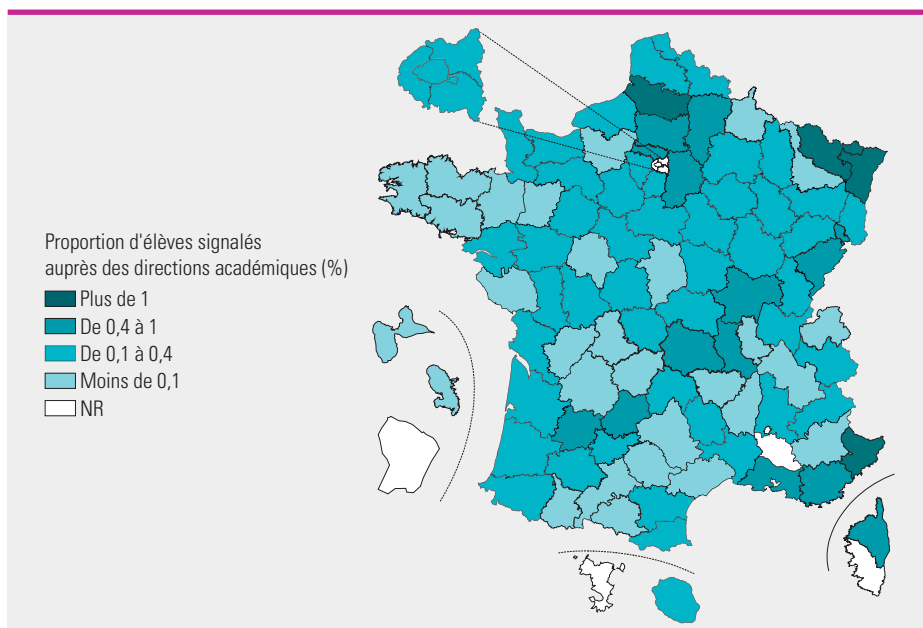 Proportion d'élèves signalés
auprès des directions académiques (%)
Plus de 1
De 0,4 à 1
De 0,1 à 0,4
Moins de 0,1
NR